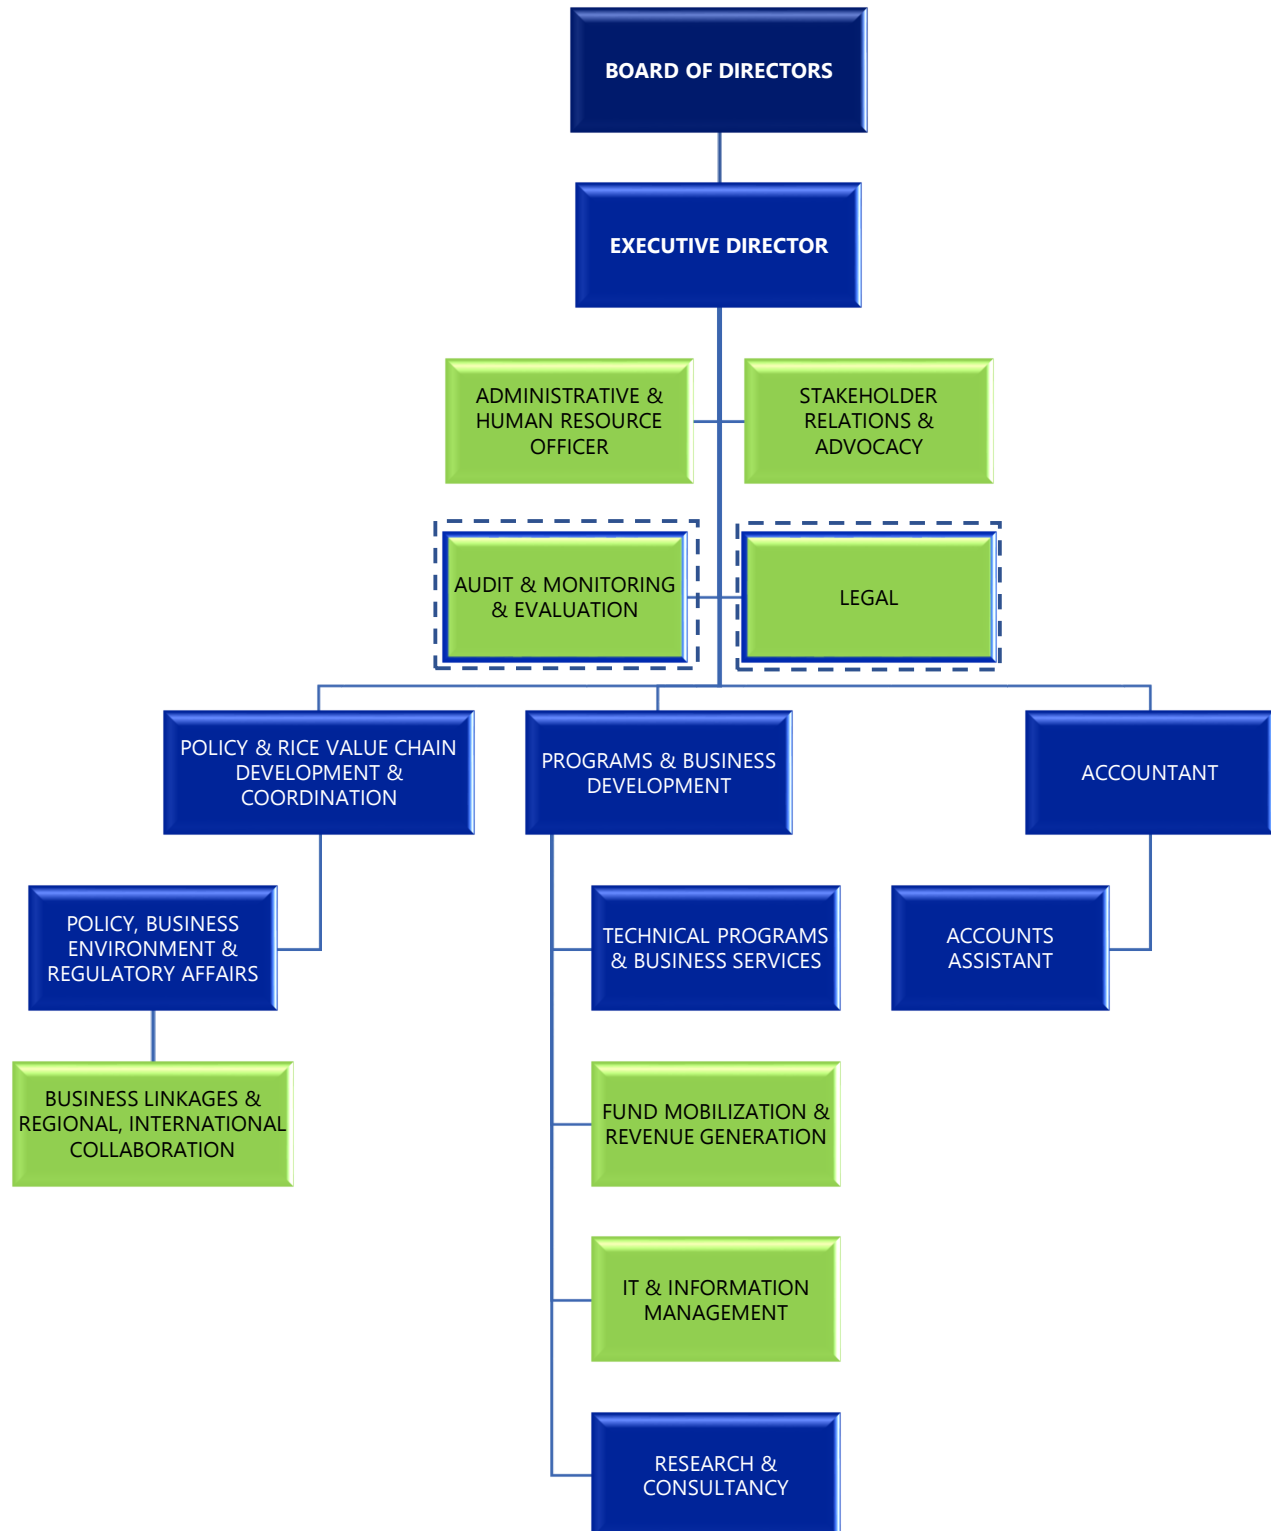 BOARD OF DIRECTORS
EXECUTIVE DIRECTOR
ADMINISTRATIVE &
HUMAN RESOURCE
OFFICER
STAKEHOLDER
RELATIONS &
ADVOCACY
AUDIT & MONITORING
& EVALUATION
LEGAL
POLICY & RICE VALUE CHAIN
DEVELOPMENT &
COORDINATION
PROGRAMS & BUSINESS
DEVELOPMENT
ACCOUNTANT
POLICY, BUSINESS
ENVIRONMENT &
REGULATORY AFFAIRS
TECHNICAL PROGRAMS
& BUSINESS SERVICES
ACCOUNTS
ASSISTANT
BUSINESS LINKAGES &
REGIONAL, INTERNATIONAL
COLLABORATION
FUND MOBILIZATION &
REVENUE GENERATION
IT & INFORMATION
MANAGEMENT
RESEARCH &
CONSULTANCY